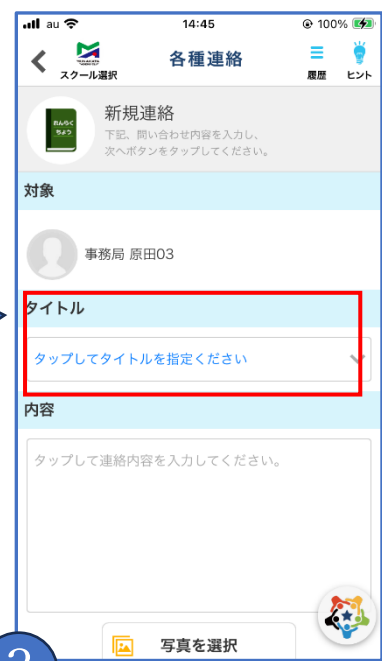 au 14:45 100%
各種連絡
スクール選択
履歴 ヒント
れんらく
ちょう
新規連絡
下記、問い合わせ内容を入力し、
次へボタンをタップしてください。
対象
事務局 原田03
タイトル
タップしてタイトルを指定ください
内容
タップして連絡内容を入力してください。
写真を選択